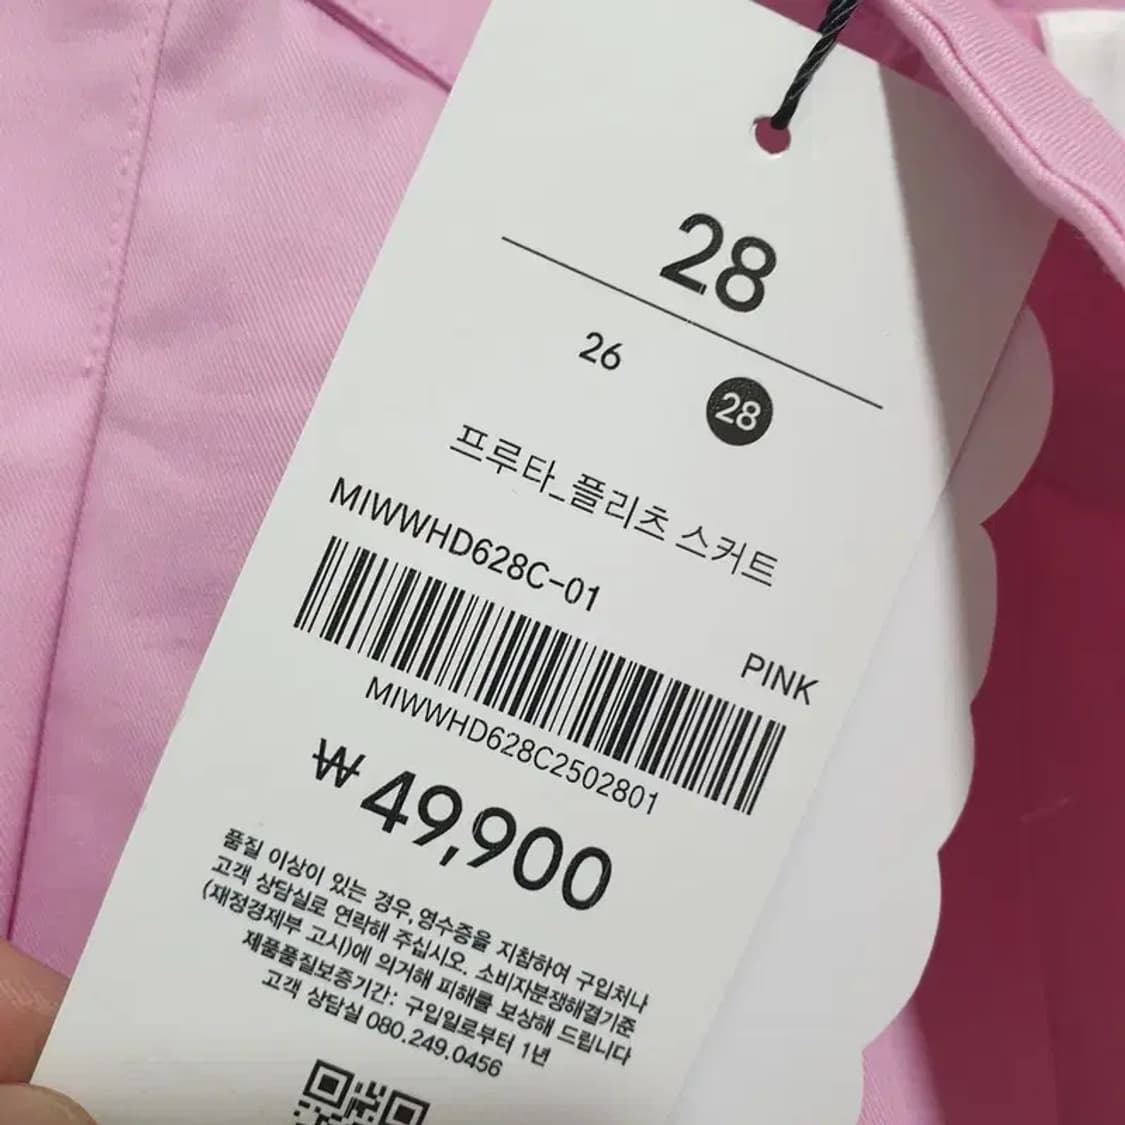 28
26 28
프루타_플리츠 스커트
MIWWHD628C-01
PINK
MIWWHD628C2502801
₩49,900
품질 이상이 있는 경우, 영수증을 지참하여 구입처나
고객 상담실로 연락해 주십시오. 소비자분쟁해결기준
(재정경제부 고시)에 의거해 피해를 보상해 드립니다
제품품질보증기간: 구입일로부터 1년
고객 상담실 080.249.0456